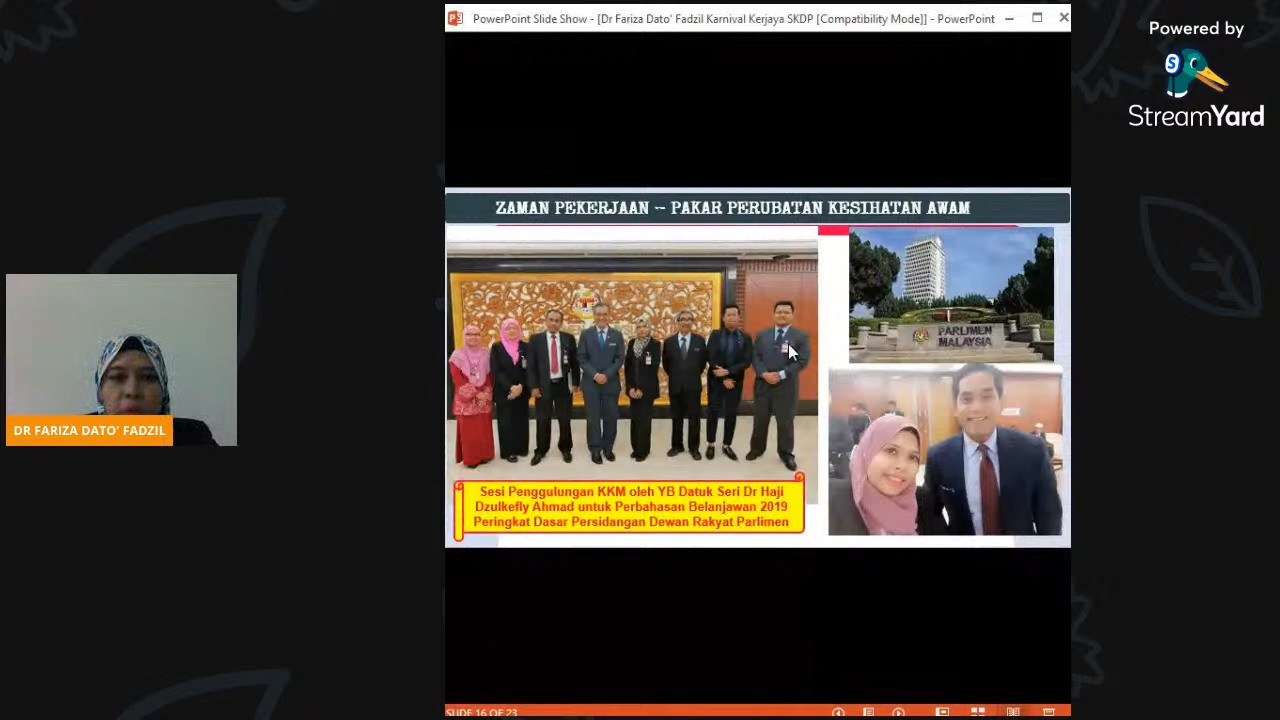 PowerPoint Slide Show - [Dr Fariza Dato' Fadzil Karnival Kerjaya SKDP [Compatibility Mode]] - PowerPoint
Powered by
StreamYard
ZAMAN PEKERJAAN -- PAKAR PERUBATAN KESIHATAN AWAM
PARLIMEN
MALAYSIA
DR FARIZA DATO' FADZIL
Sesi Penggulungan KKM oleh YB Datuk Seri Dr Haji
Dzulkefly Ahmad untuk Perbahasan Belanjawan 2019
Peringkat Dasar Persidangan Dewan Rakyat Parlimen
SLIDE 16 OF 23